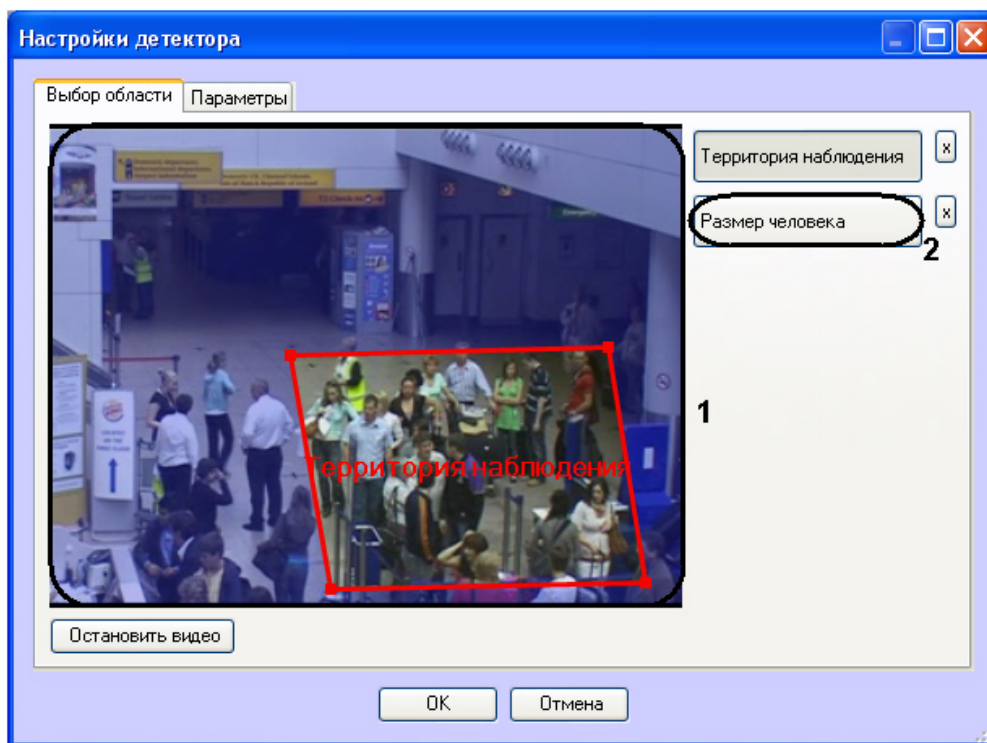 Настройки детектора
Выбор области
Параметры
Территория наблюдения
x
Размер человека
x
2
1
Территория наблюдения
Остановить видео
OK
Отмена